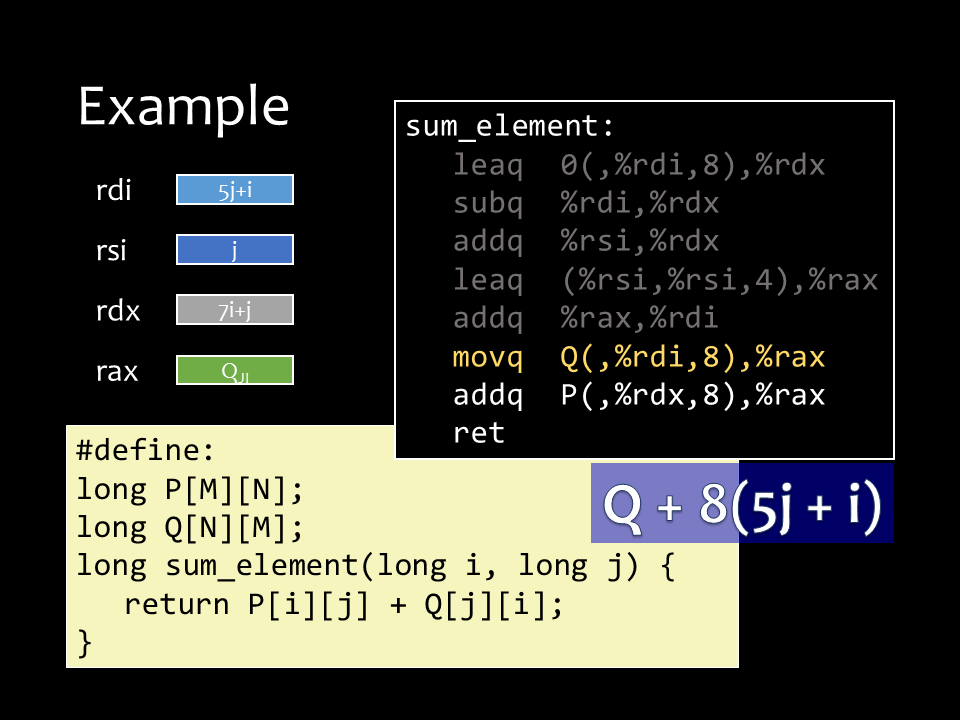 Example
rdi 5j+i
rsi j
rdx 7i+j
rax QJI
sum_element:
leaq 0(,%rdi,8),%rdx
subq %rdi,%rdx
addq %rsi,%rdx
leaq (%rsi,%rsi,4),%rax
addq %rax,%rdi
movq Q(,%rdi,8),%rax
addq P(,%rdx,8),%rax
ret
#define:
long P[M][N];
long Q[N][M];
long sum_element(long i, long j) {
return P[i][j] + Q[j][i];
}
Q + 8(5j + i)